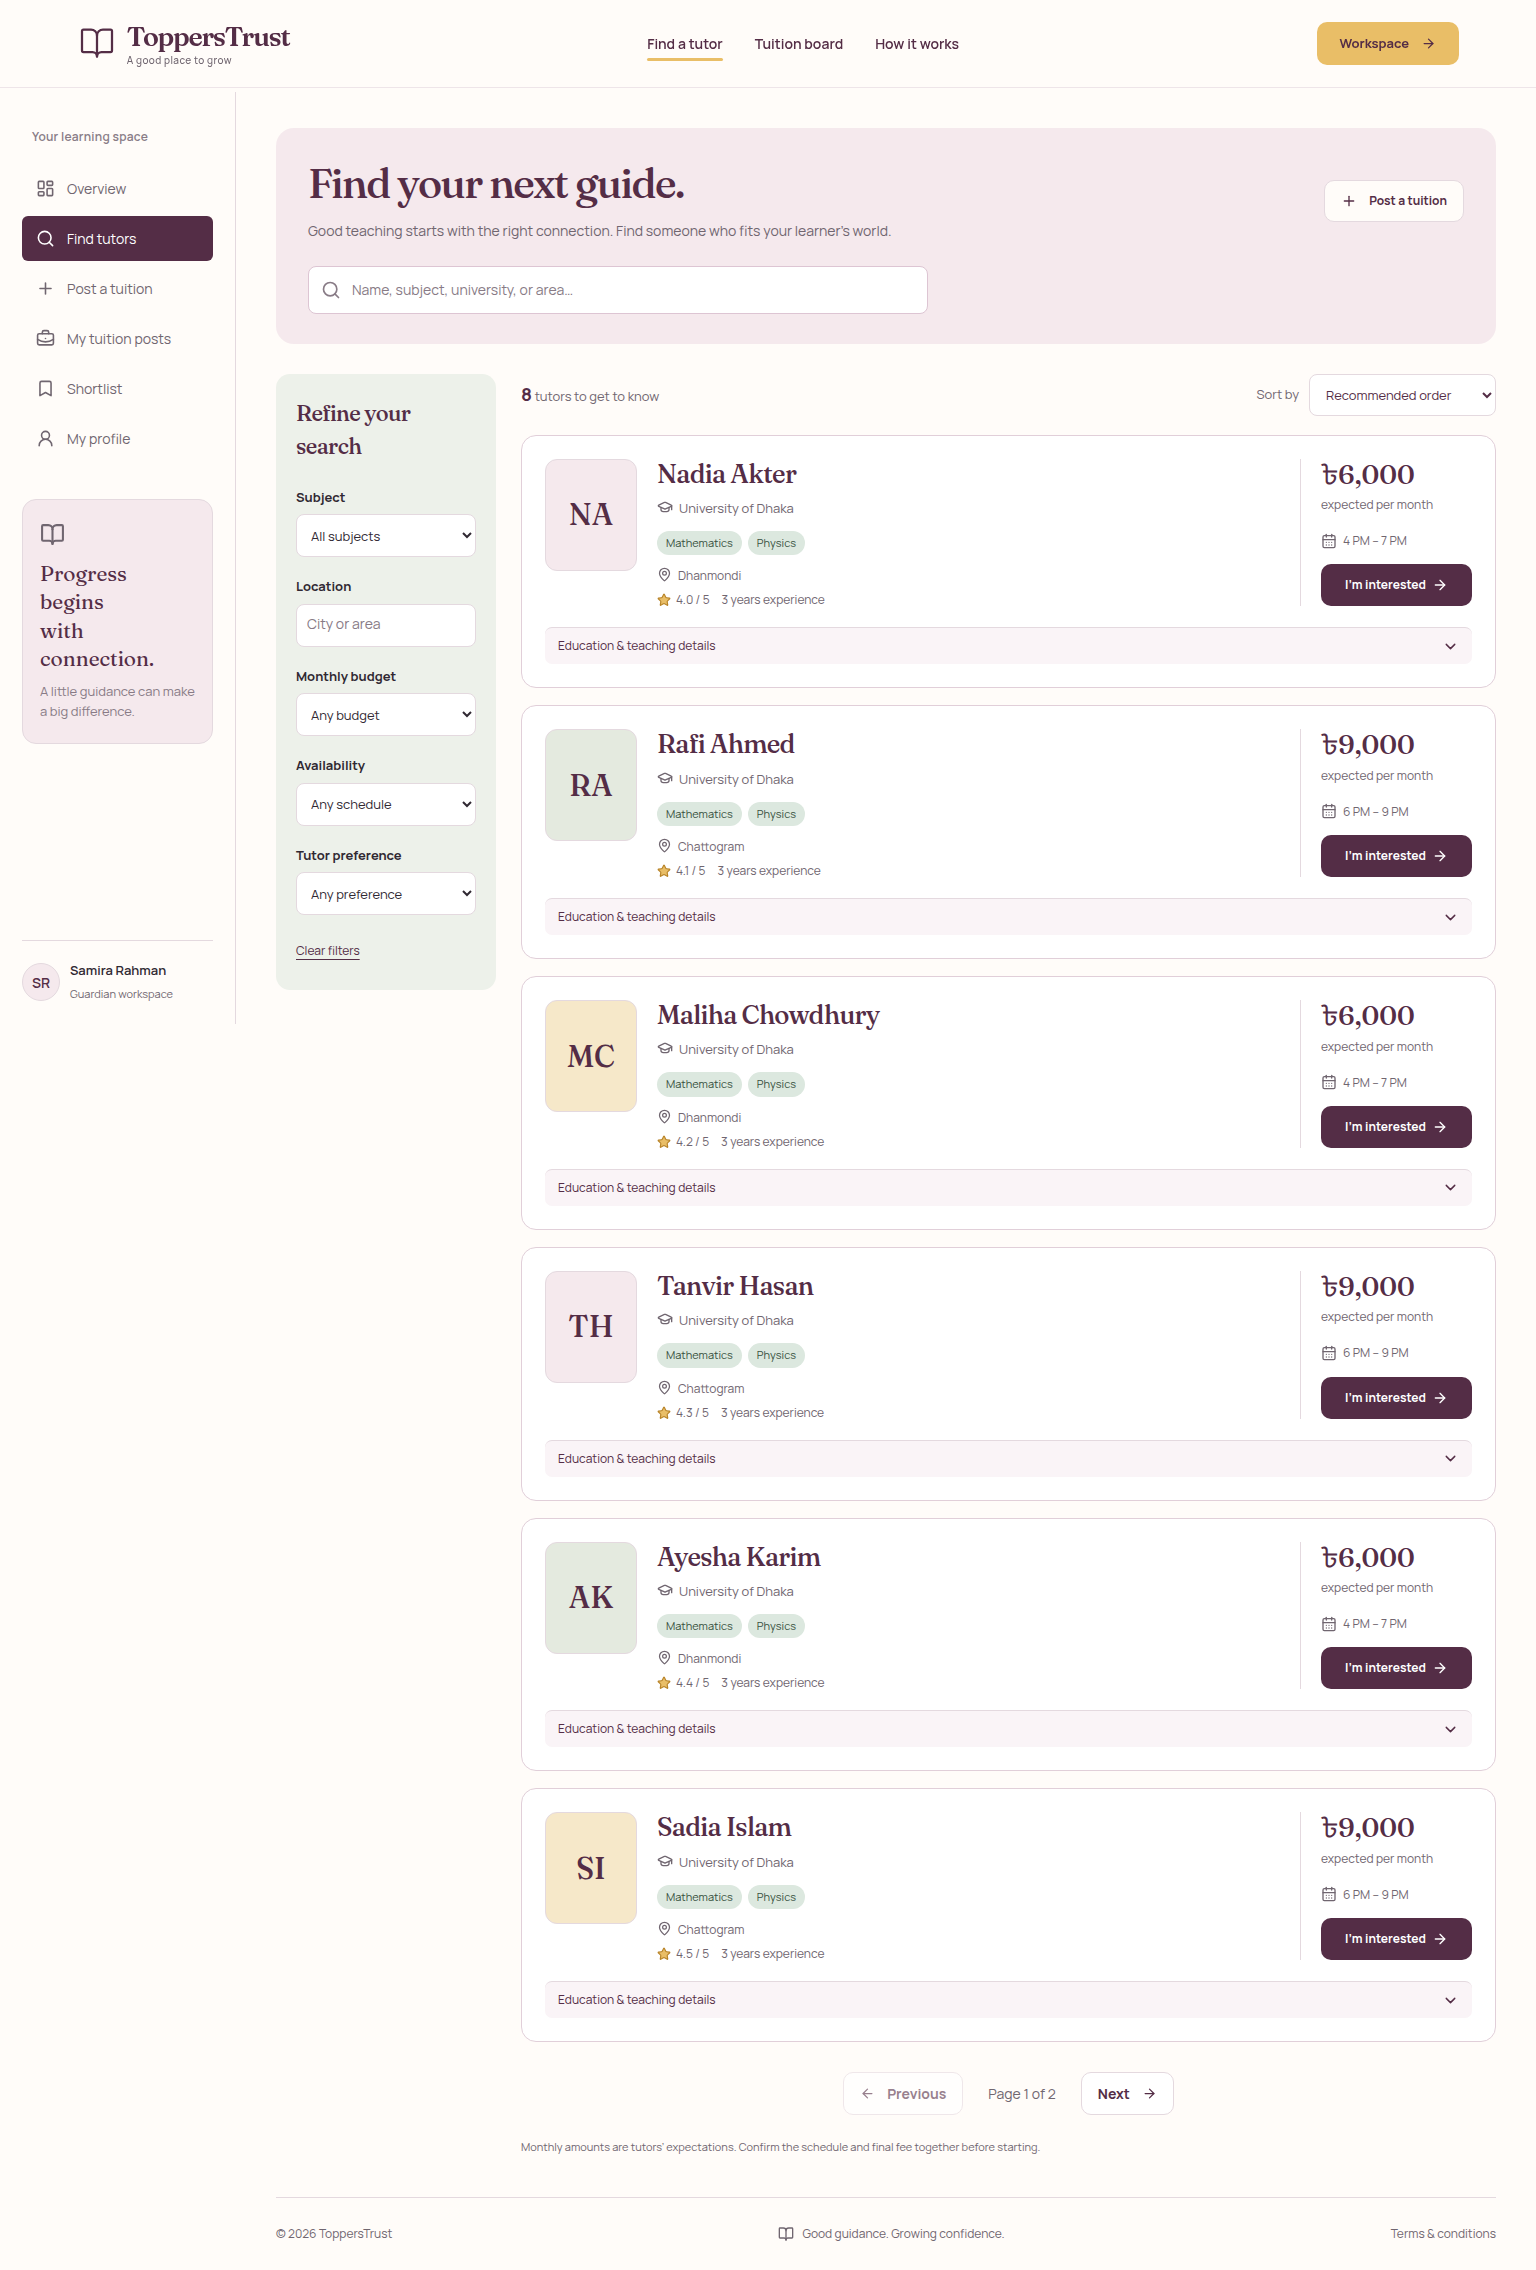 ToppersTrust
A good place to grow
Find a tutor
Tuition board
How it works
Workspace
Your learning space
Overview
Find tutors
Post a tuition
My tuition posts
Shortlist
My profile
Progress
begins
with
connection.
A little guidance can make
a big difference.
SR
Samira Rahman
Guardian workspace
Find your next guide.
Good teaching starts with the right connection. Find someone who fits your learner's world.
Post a tuition
Name, subject, university, or area...
Refine your
search
Subject
All subjects
Location
City or area
Monthly budget
Any budget
Availability
Any schedule
Tutor preference
Any preference
Clear filters
8 tutors to get to know
Sort by
Recommended order
NA
Nadia Akter
University of Dhaka
Mathematics
Physics
Dhanmondi
4.0 / 5 3 years experience
৳6,000
expected per month
4 PM – 7 PM
I'm interested
Education & teaching details
RA
Rafi Ahmed
University of Dhaka
Mathematics
Physics
Chattogram
4.1 / 5 3 years experience
৳9,000
expected per month
6 PM – 9 PM
I'm interested
Education & teaching details
MC
Maliha Chowdhury
University of Dhaka
Mathematics
Physics
Dhanmondi
4.2 / 5 3 years experience
৳6,000
expected per month
4 PM – 7 PM
I'm interested
Education & teaching details
TH
Tanvir Hasan
University of Dhaka
Mathematics
Physics
Chattogram
4.3 / 5 3 years experience
৳9,000
expected per month
6 PM – 9 PM
I'm interested
Education & teaching details
AK
Ayesha Karim
University of Dhaka
Mathematics
Physics
Dhanmondi
4.4 / 5 3 years experience
৳6,000
expected per month
4 PM – 7 PM
I'm interested
Education & teaching details
SI
Sadia Islam
University of Dhaka
Mathematics
Physics
Chattogram
4.5 / 5 3 years experience
৳9,000
expected per month
6 PM – 9 PM
I'm interested
Education & teaching details
Previous
Page 1 of 2
Next
Monthly amounts are tutors' expectations. Confirm the schedule and final fee together before starting.
© 2026 ToppersTrust
Good guidance. Growing confidence.
Terms & conditions